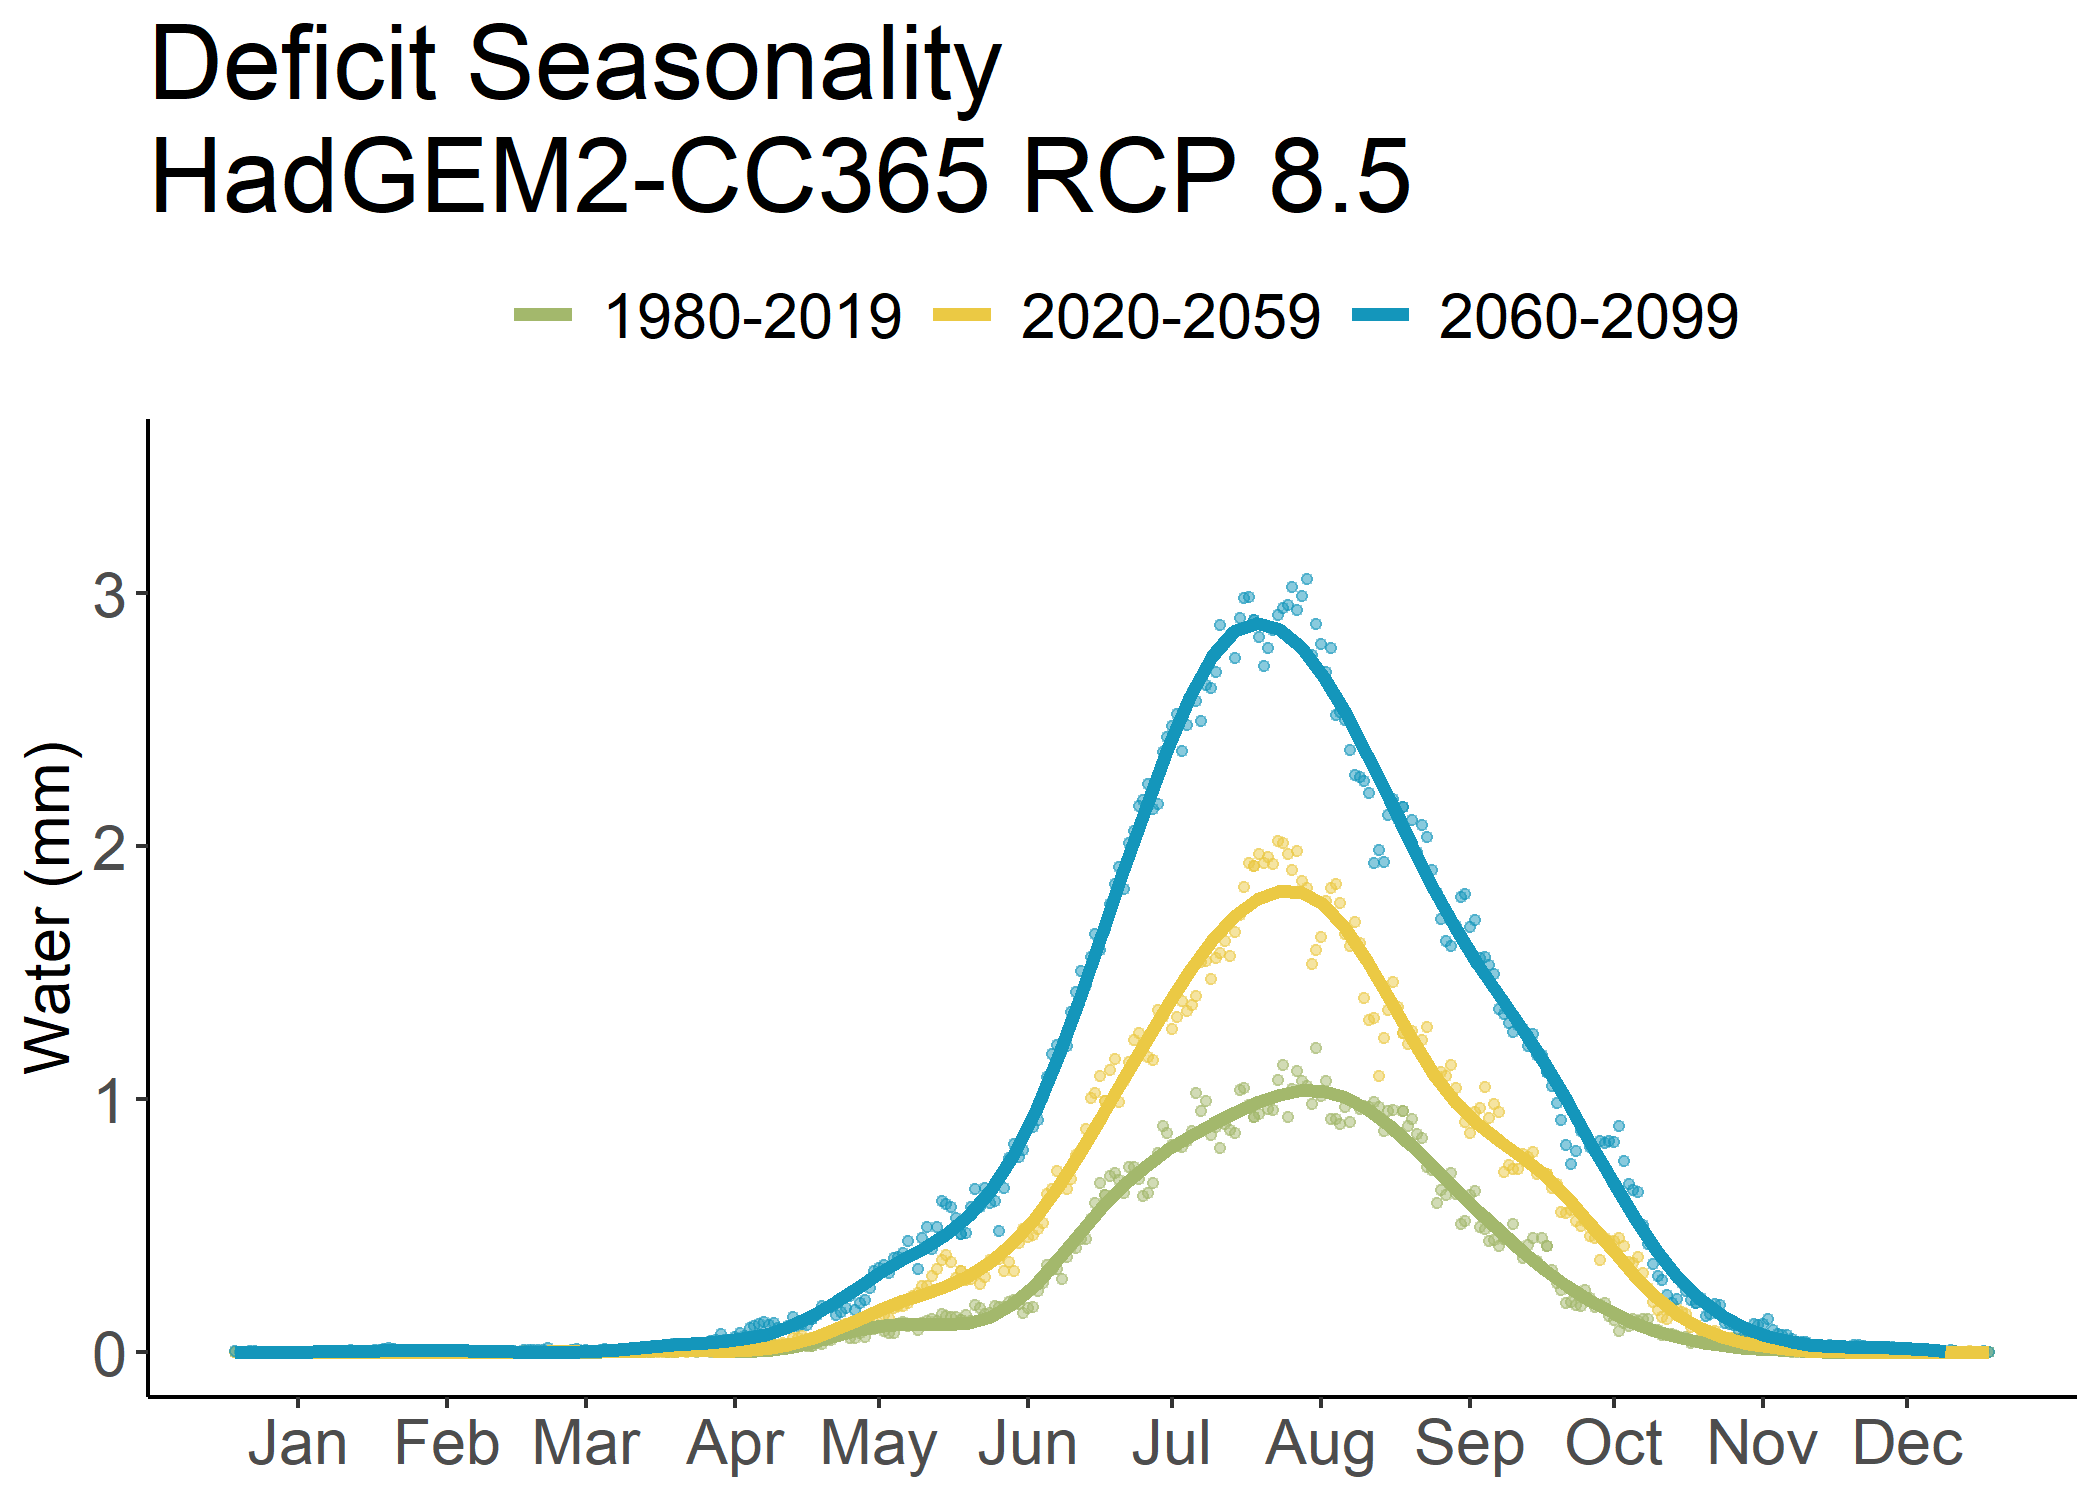 Deficit Seasonality
HadGEM2-CC365 RCP 8.5
1980-2019 2020-2059 2060-2099
Water (mm)
3
2
1
0
Jan Feb Mar Apr May Jun Jul Aug Sep Oct Nov Dec